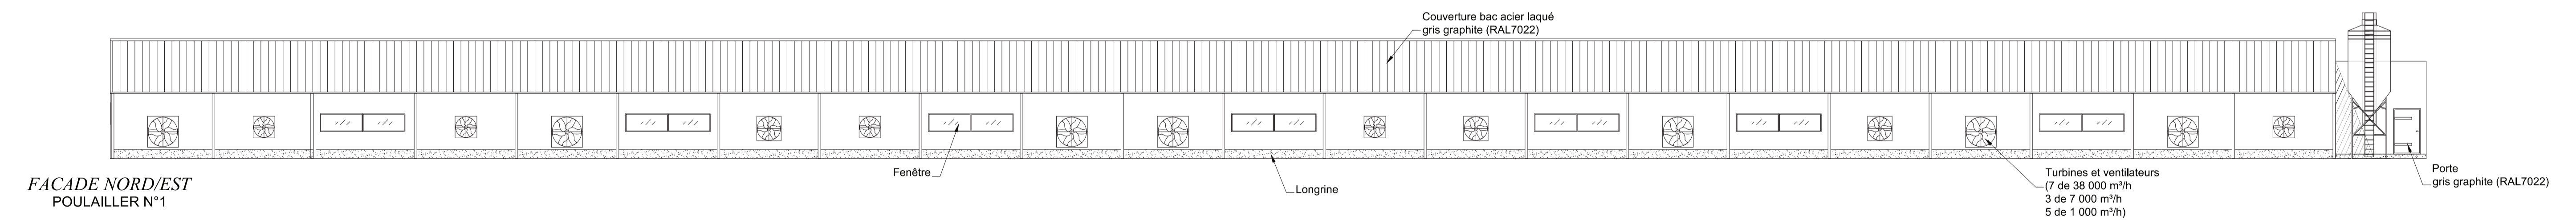 Couverture bac acier laqué
gris graphite (RAL7022)
Fenêtre
Longrine
Turbines et ventilateurs
(7 de 38 000 m³/h
3 de 7 000 m³/h
5 de 1 000 m³/h)
Porte
gris graphite (RAL7022)
FACADE NORD/EST
POULAILLER N°1